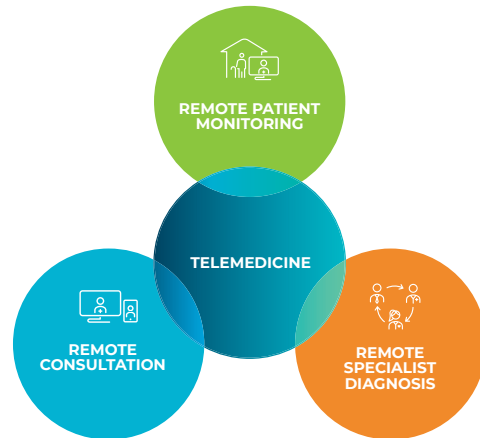 REMOTE PATIENT
MONITORING
TELEMEDICINE
REMOTE
CONSULTATION
REMOTE
SPECIALIST
DIAGNOSIS